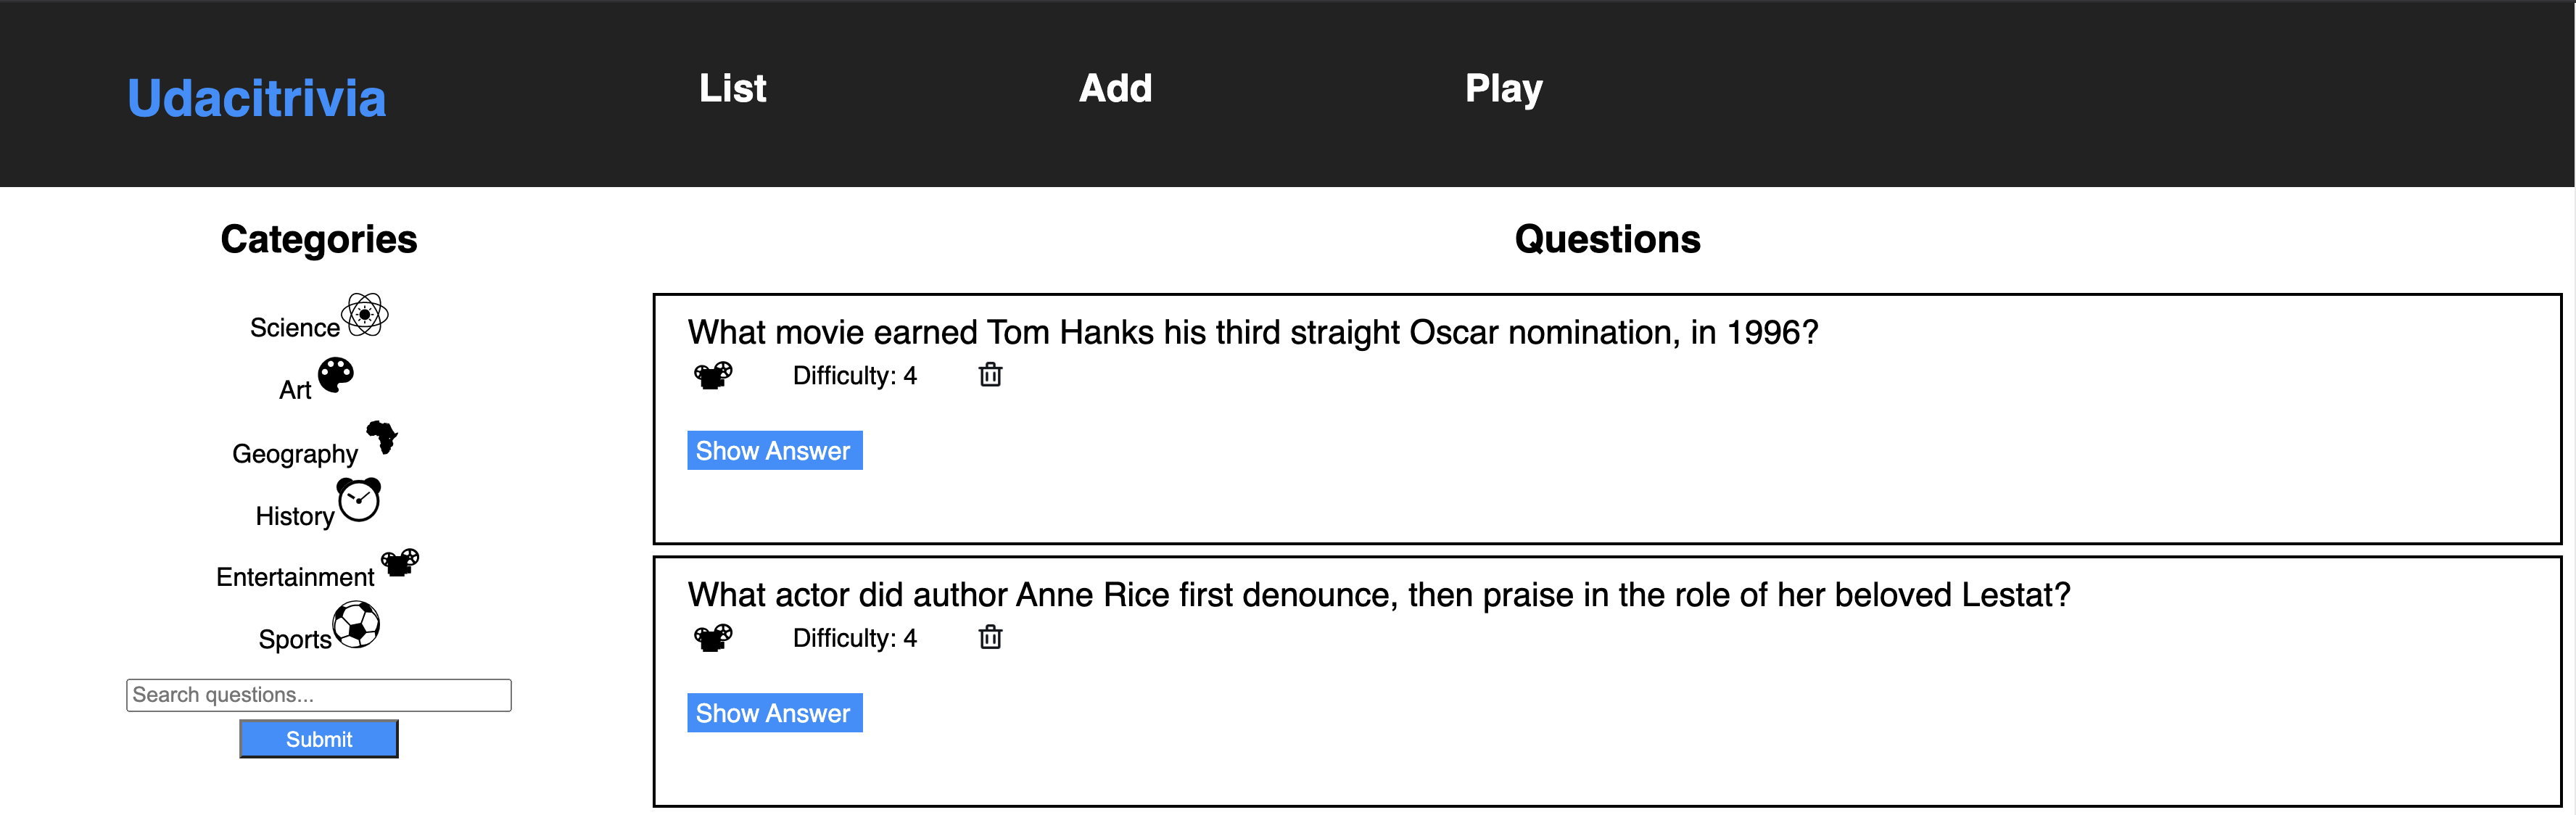 Udacitrivia
List
Add
Play
Categories
Science
Art
Geography
History
Entertainment
Sports
Search questions...
Submit
Questions
What movie earned Tom Hanks his third straight Oscar nomination, in 1996?
Difficulty: 4
Show Answer
What actor did author Anne Rice first denounce, then praise in the role of her beloved Lestat?
Difficulty: 4
Show Answer